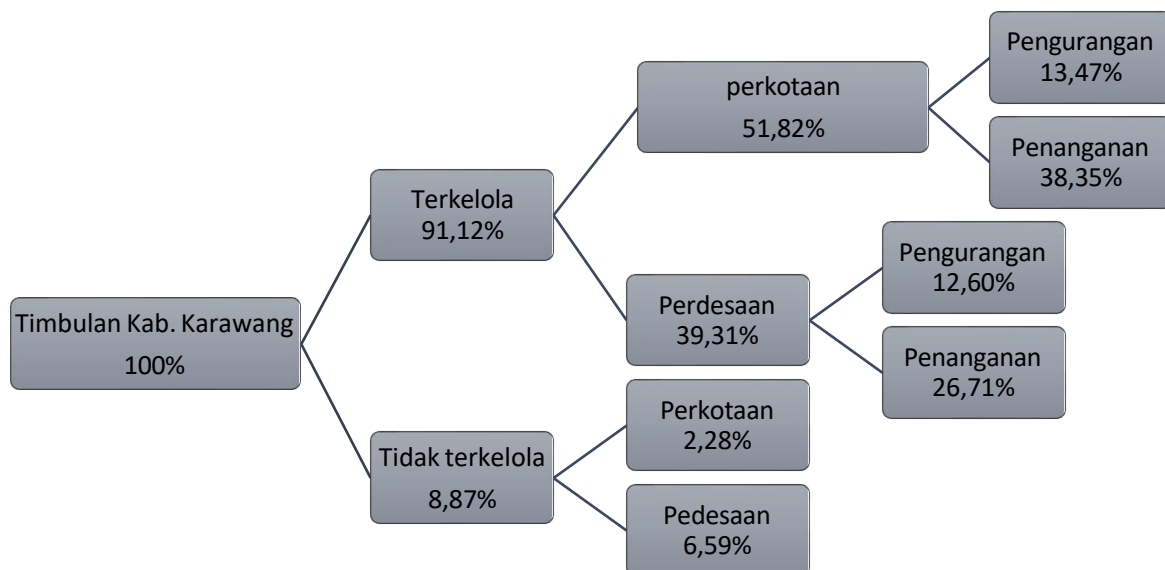 Timbulan Kab. Karawang
100%
Terkelola
91,12%
perkotaan
51,82%
Pengurangan
13,47%
Penanganan
38,35%
Perdesaan
39,31%
Pengurangan
12,60%
Penanganan
26,71%
Tidak terkelola
8,87%
Perkotaan
2,28%
Pedesaan
6,59%